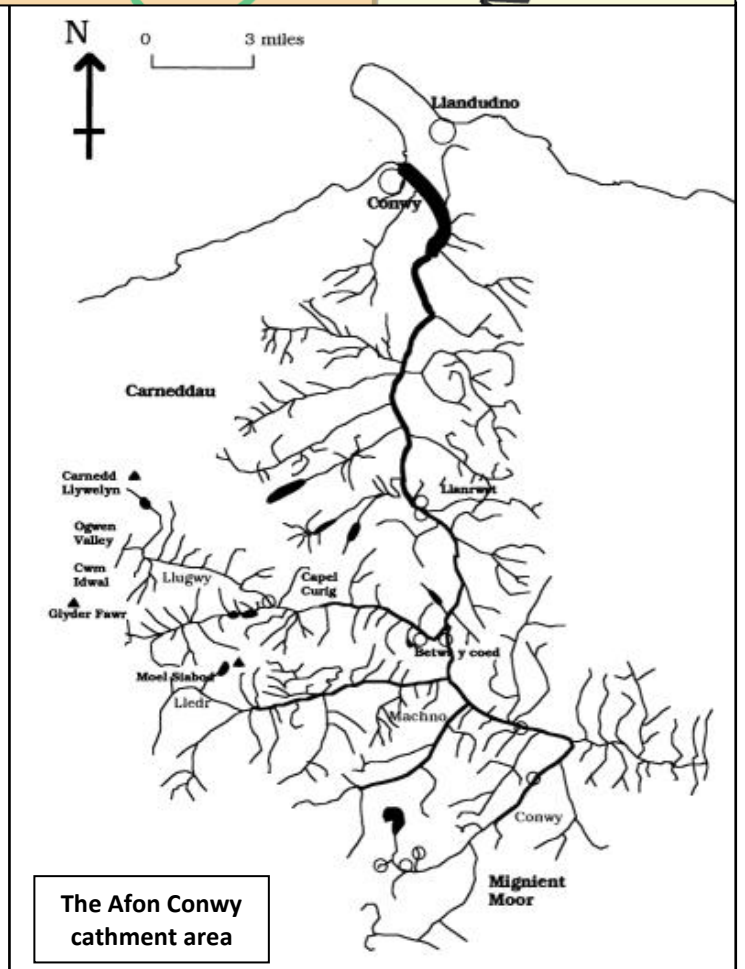 N
0 3 miles
Llandudno
Conwy
Carneddau
Carnedd
Llywelyn
Llanrwst
Ogwen
Valley
Cwm
Idwal
Llugwy
Capel
Curig
Glyder Fawr
Betws y coed
Moel Siabod
Lledr
Machno
Conwy
Mignient
Moor
The Afon Conwy
cathment area